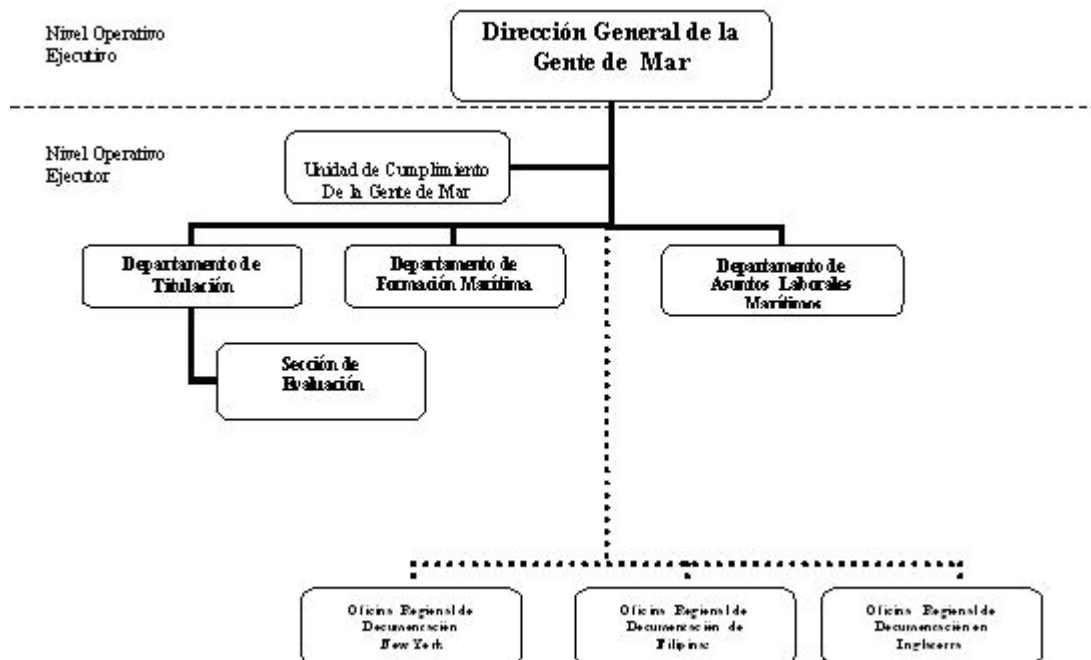 Nivel Operativo
Ejecutivo
Dirección General de la
Gente de Mar
Nivel Operativo
Ejecutor
Unidad de Cumplimiento
De la Gente de Mar
Departamento de
Titulación
Departamento de
Formación Marítima
Departamento de
Asuntos Laborales
Marítimos
Sección de
Evaluación
Oficina Regional de
Documentación
New York
Oficina Regional de
Documentación de
Filipinas
Oficina Regional de
Documentación en
Inglaterra